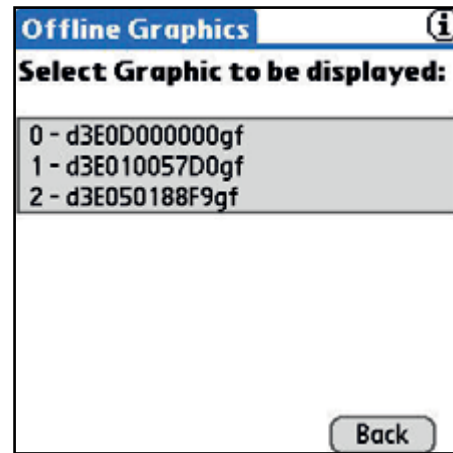 Offline Graphics
Select Graphic to be displayed:
0 - d3E0D000000gf
1 - d3E010057D0gf
2 - d3E050188F9gf
Back